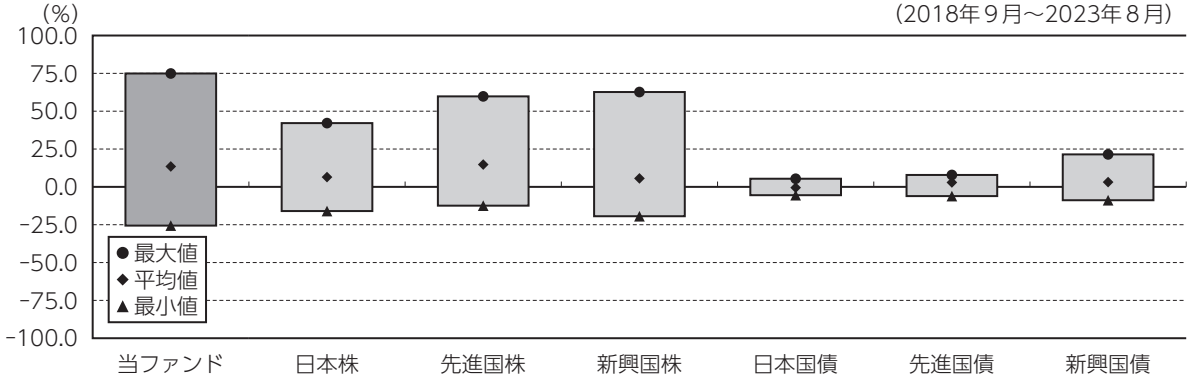 (%)
(2018年９月～2023年８月)
100.0
75.0
50.0
25.0
0.0
-25.0
-50.0
-75.0
-100.0
●最大値
◆平均値
▲最小値
当ファンド 日本株 先進国株 新興国株 日本国債 先進国債 新興国債